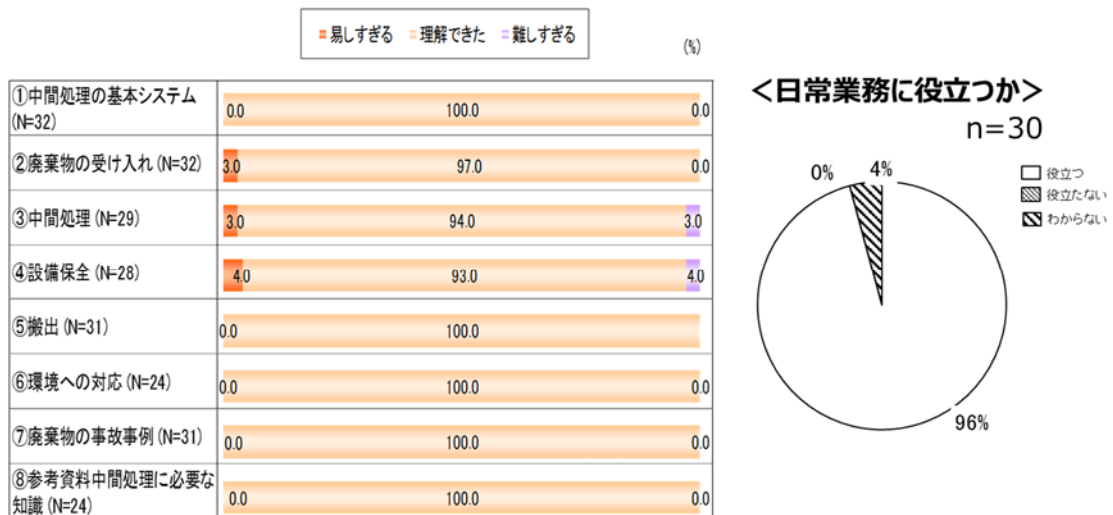 易しすぎる 理解できた 難しすぎる
(%)
①中間処理の基本システム
(N=32)
0.0 100.0 0.0
②廃棄物の受け入れ(N=32)
3.0 97.0 0.0
③中間処理(N=29)
3.0 94.0 3.0
④設備保全(N=28)
4.0 93.0 4.0
⑤搬出(N=31)
0.0 100.0
⑥環境への対応(N=24)
0.0 100.0 0.0
⑦廃棄物の事故事例(N=31)
0.0 100.0 0.0
⑧参考資料中間処理に必要な
知識(N=24)
0.0 100.0 0.0
<日常業務に役立つか>
n=30
0% 4%
役立つ
役立たない
わからない
96%